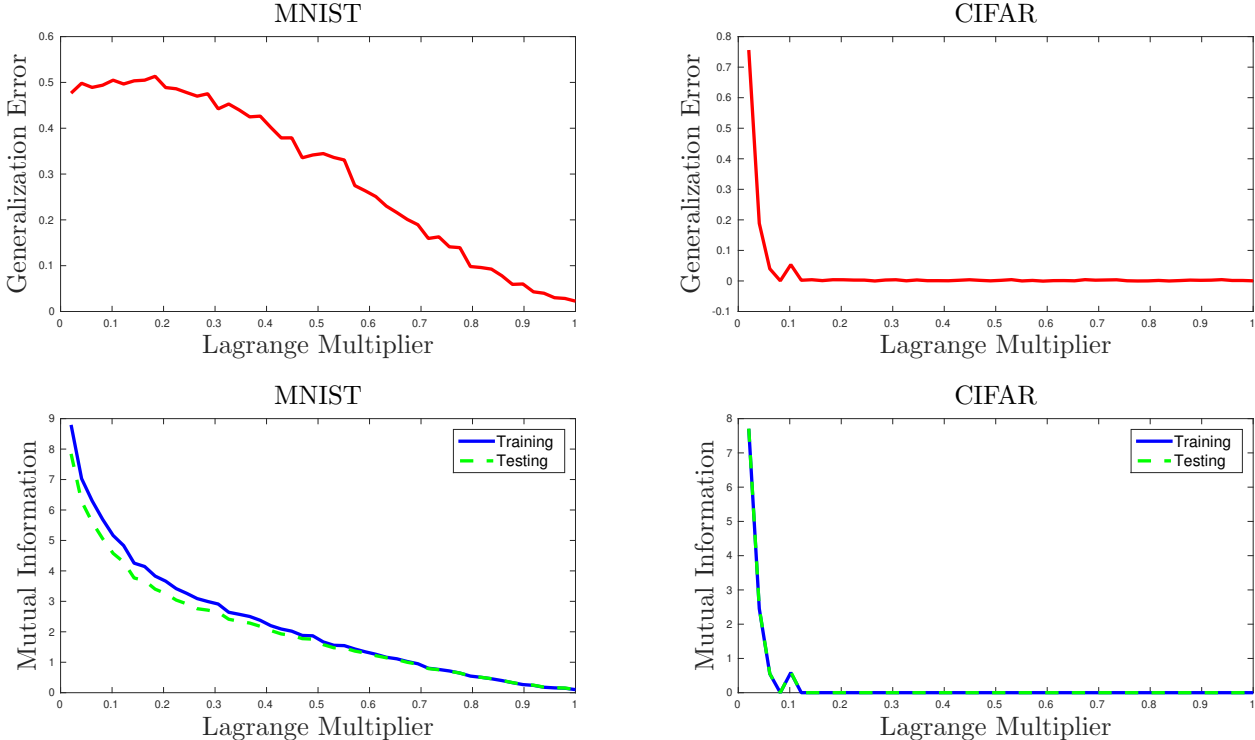 MNIST
Generalization Error
0.6
0.5
0.4
0.3
0.2
0.1
0
0 0.1 0.2 0.3 0.4 0.5 0.6 0.7 0.8 0.9 1
Lagrange Multiplier
CIFAR
Generalization Error
0.8
0.7
0.6
0.5
0.4
0.3
0.2
0.1
0
-0.1
0 0.1 0.2 0.3 0.4 0.5 0.6 0.7 0.8 0.9 1
Lagrange Multiplier
MNIST
Mutual Information
9
8
7
6
5
4
3
2
1
0
Training
Testing
0 0.1 0.2 0.3 0.4 0.5 0.6 0.7 0.8 0.9 1
Lagrange Multiplier
CIFAR
Mutual Information
8
7
6
5
4
3
2
1
0
Training
Testing
0 0.1 0.2 0.3 0.4 0.5 0.6 0.7 0.8 0.9 1
Lagrange Multiplier